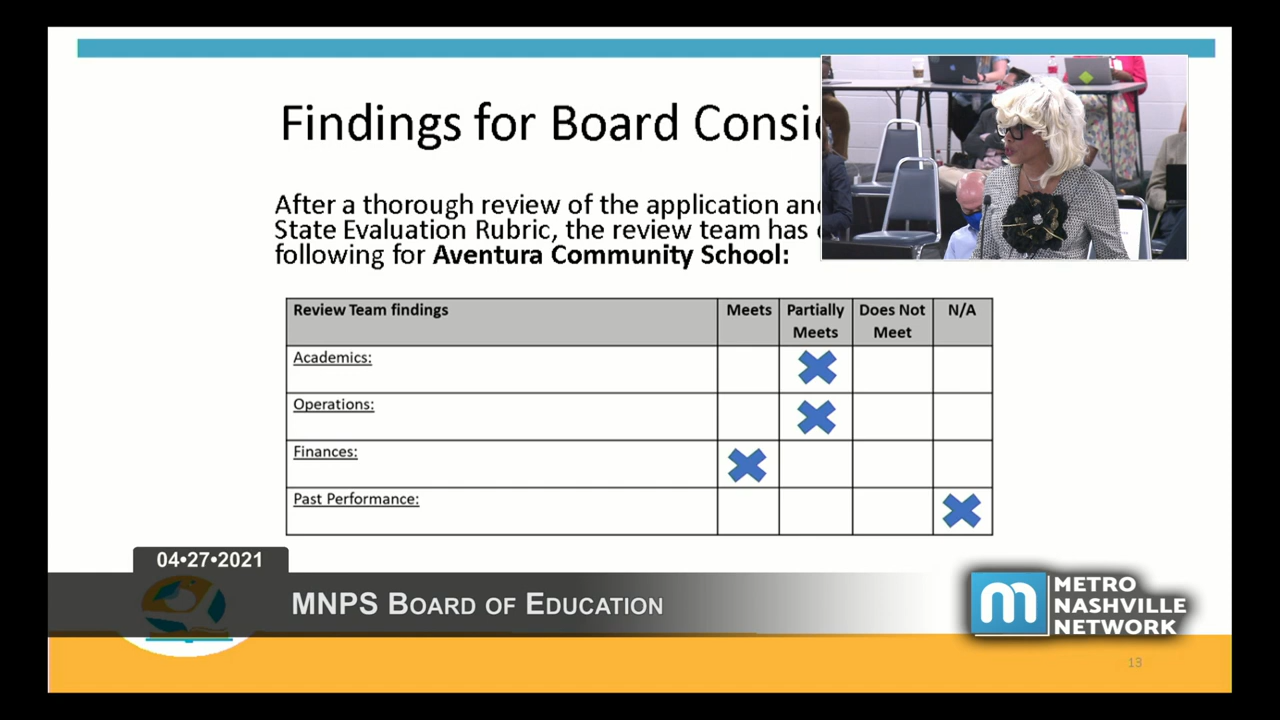 Findings for Board Consi
After a thorough review of the application and
State Evaluation Rubric, the review team has
following for Aventura Community School:
Review Team findings Meets Partially Meets Does Not Meet N/A
Academics:
Operations:
Finances:
Past Performance:
04•27•2021
MNPS BOARD OF EDUCATION
m METRO
NASHVILLE
NETWORK
13